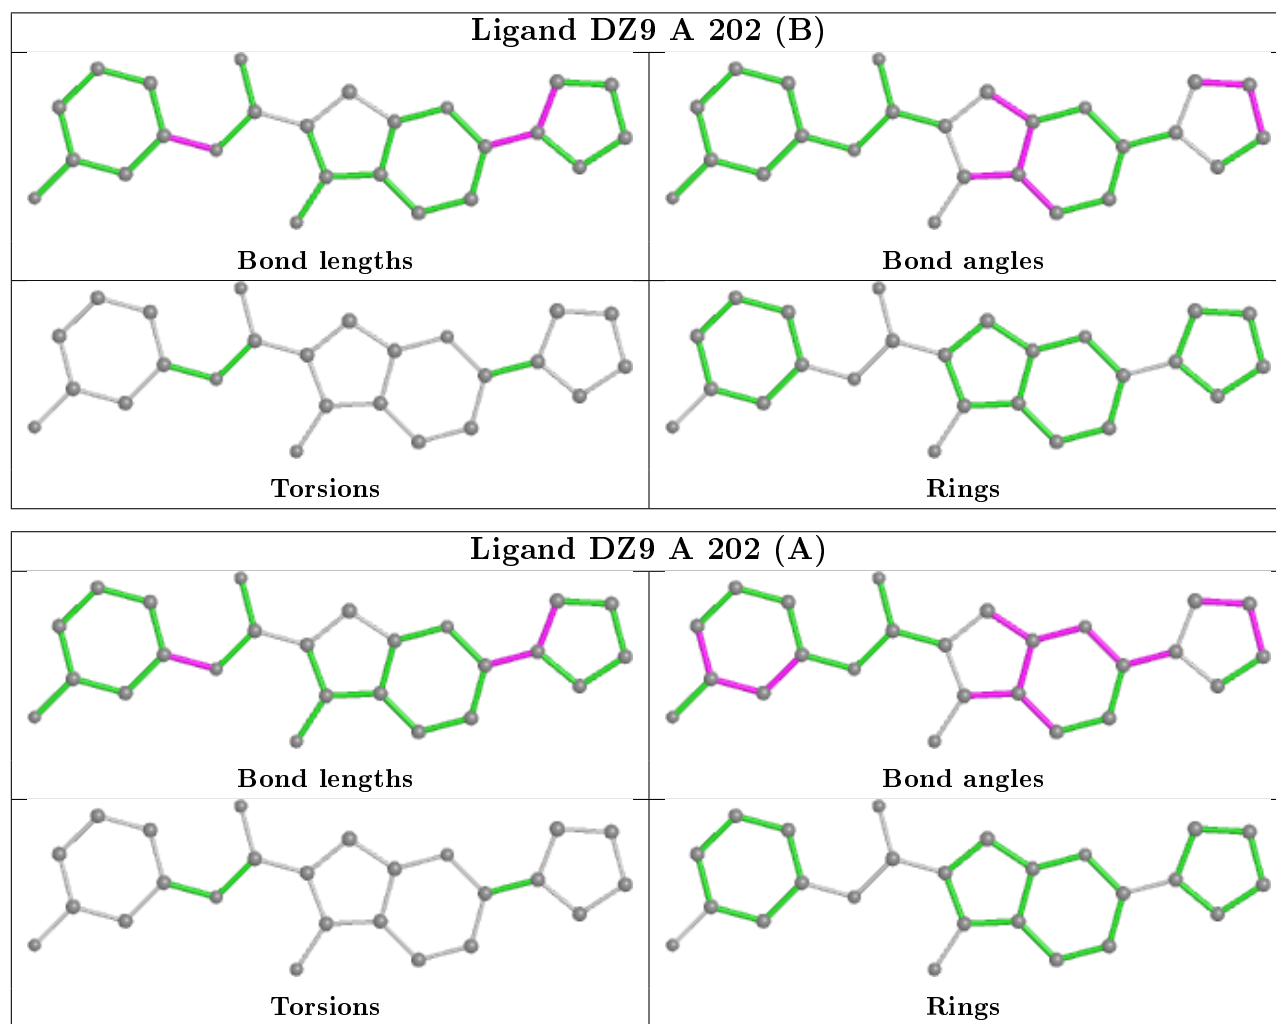 Ligand DZ9 A 202 (B)
Bond lengths
Bond angles
Torsions
Rings
Ligand DZ9 A 202 (A)
Bond lengths
Bond angles
Torsions
Rings